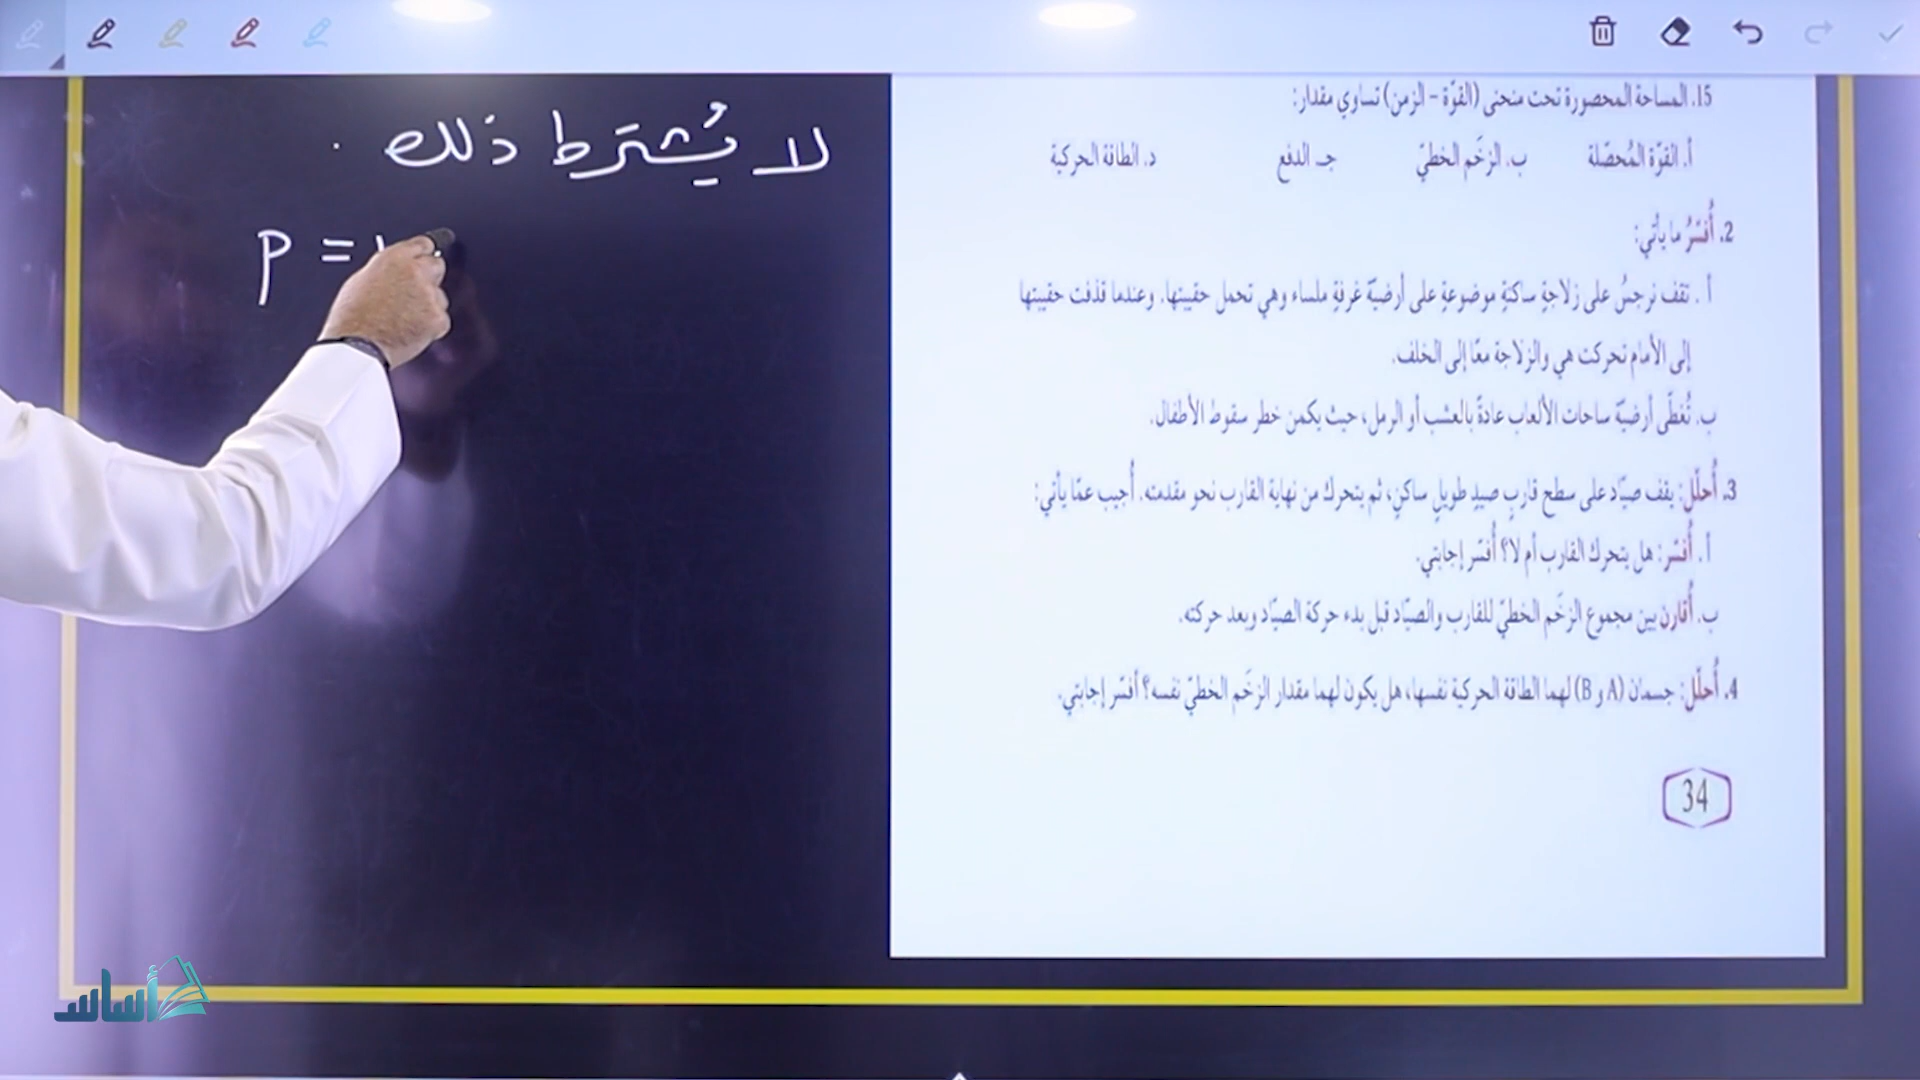 15. المساحة المحصورة تحت منحنى (القوّة - الزمن) تساوي مقدار:
أ. القوّة المُحصّلة ب. الزخَم الخطيّ جـ. الدفع د. الطاقة الحركية
2. أُفسّرُ ما يأتي:
أ . تقف نرجسُ على زلاجةٍ ساكنةٍ موضوعةٍ على أرضيّة غرفةٍ ملساء وهي تحمل حقيبتها. وعندما قذفت حقيبتها
إلى الأمام تحركت هي والزلاجة معًا إلى الخلف.
ب. تُغطّى أرضيّة ساحات الألعاب عادةً بالعشب أو الرمل، حيث يكمن خطر سقوط الأطفال.
3. أُحلّل: يقف صيّاد على سطح قاربٍ صيدٍ طويلٍ ساكنٍ، ثم يتحرك من نهاية القارب نحو مقدمته. أُجيب عمّا يأتي:
أ. أُفسّر: هل يتحرك القارب أم لا؟ أُفسّر إجابتي.
ب. أُقارن بين مجموع الزخَم الخطيّ للقارب والصيّاد قبل بدء حركة الصيّاد وبعد حركته.
4. أُحلّل: جسمان (A و B) لهما الطاقة الحركية نفسها، هل يكون لهما مقدار الزخَم الخطيّ نفسه؟ أفسّر إجابتي.
34
لا يُشترط ذلك .
P =
أساس